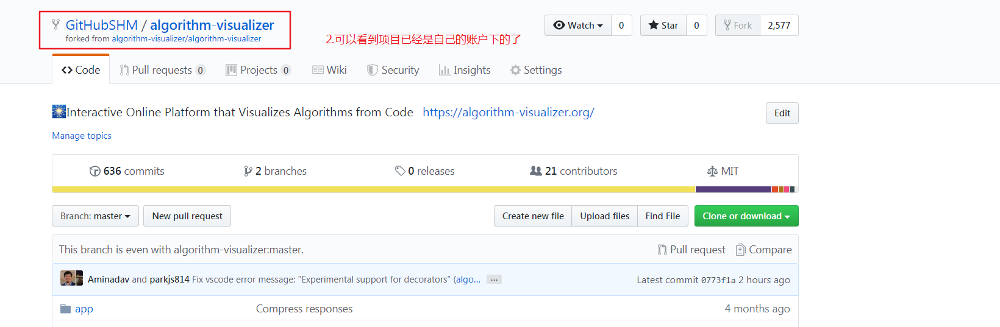 GitHubSHM / algorithm-visualizer
forked from algorithm-visualizer/algorithm-visualizer
2.可以看到项目已经是自己的账户下的了
Watch 0 Star 0 Fork 2,577
Code Pull requests 0 Projects 0 Wiki Security Insights Settings
Interactive Online Platform that Visualizes Algorithms from Code https://algorithm-visualizer.org/
Edit
Manage topics
636 commits 2 branches 0 releases 21 contributors MIT
Branch: master New pull request Create new file Upload files Find File Clone or download
This branch is even with algorithm-visualizer:master. Pull request Compare
Aminadav and parkjs814 Fix vscode error message: "Experimental support for decorators" (algo... ... Latest commit 0773f1a 2 hours ago
app Compress responses 4 months ago